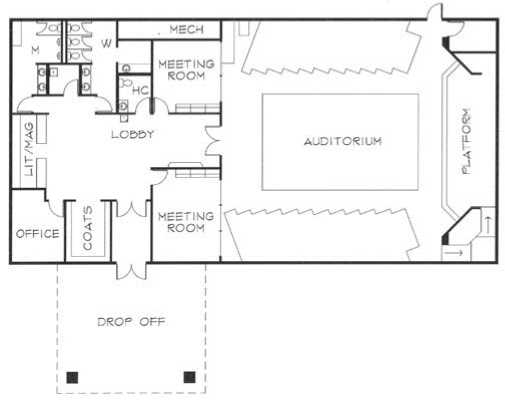 MECH
M
W
MEETING
ROOM
HC
LOBBY
LIT/MAG
AUDITORIUM
PLATFORM
OFFICE
COATS
MEETING
ROOM
DROP OFF